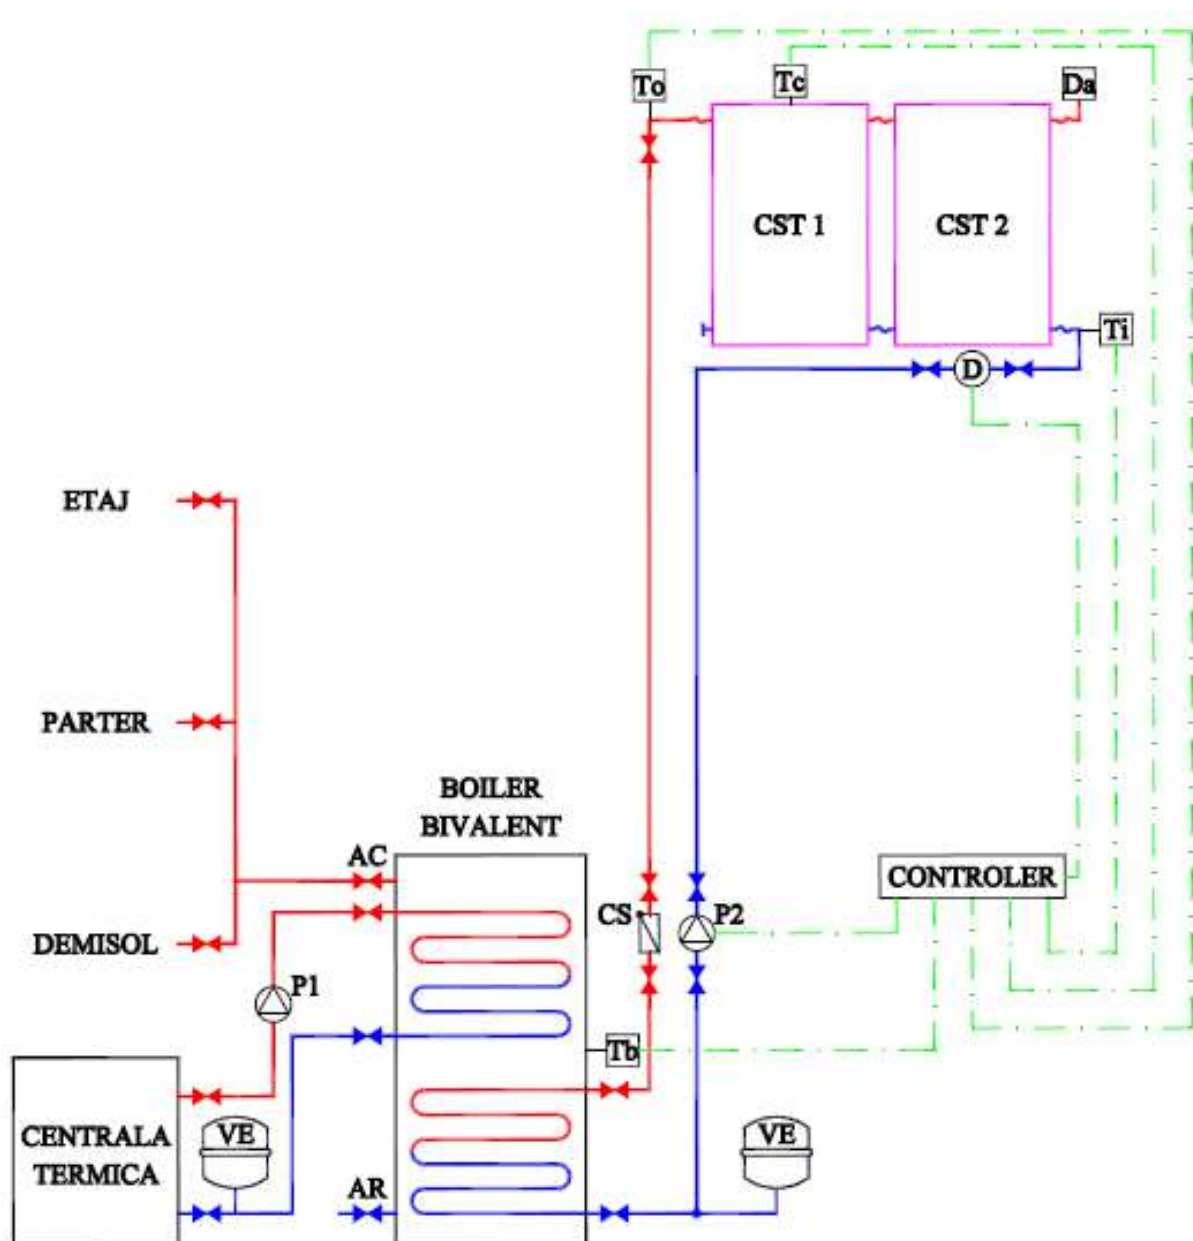 To
Tc
Da
CST 1
CST 2
Ti
D
ETAJ
PARTER
BOILER
BIVALENT
AC
CONTROLER
CS
P2
DEMISOL
P1
Tb
CENTRALA
TERMICA
VE
VE
AR